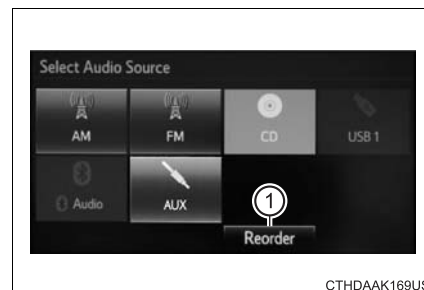 Select Audio Source
AM FM CD USB 1
Audio AUX
1
Reorder
CTHDAAK169US